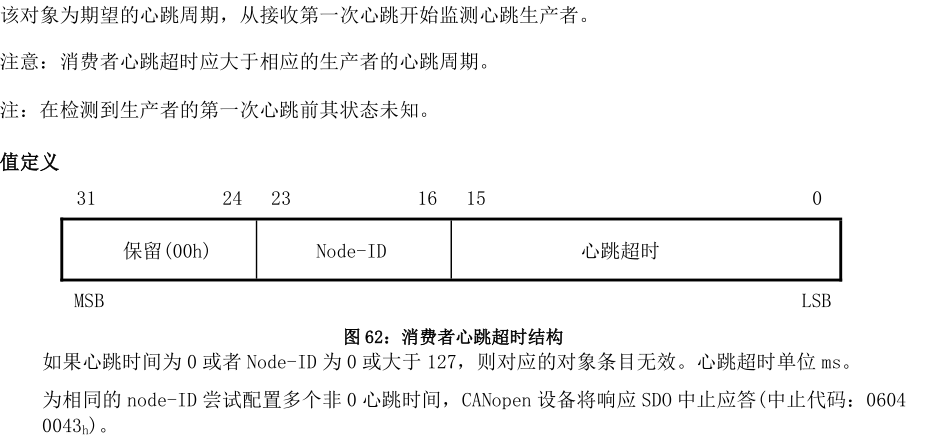 该对象为期望的心跳周期，从接收第一次心跳开始监测心跳生产者。
注意：消费者心跳超时应大于相应的生产者的心跳周期。
注：在检测到生产者的第一次心跳前其状态未知。
值定义
31 24 23 16 15 0
保留(00h) Node-ID 心跳超时
MSB LSB
图 62：消费者心跳超时结构
如果心跳时间为 0 或者 Node-ID 为 0 或大于 127，则对应的对象条目无效。心跳超时单位 ms。
为相同的 node-ID 尝试配置多个非 0 心跳时间，CANopen 设备将响应 SDO 中止应答(中止代码：0604
0043h)。